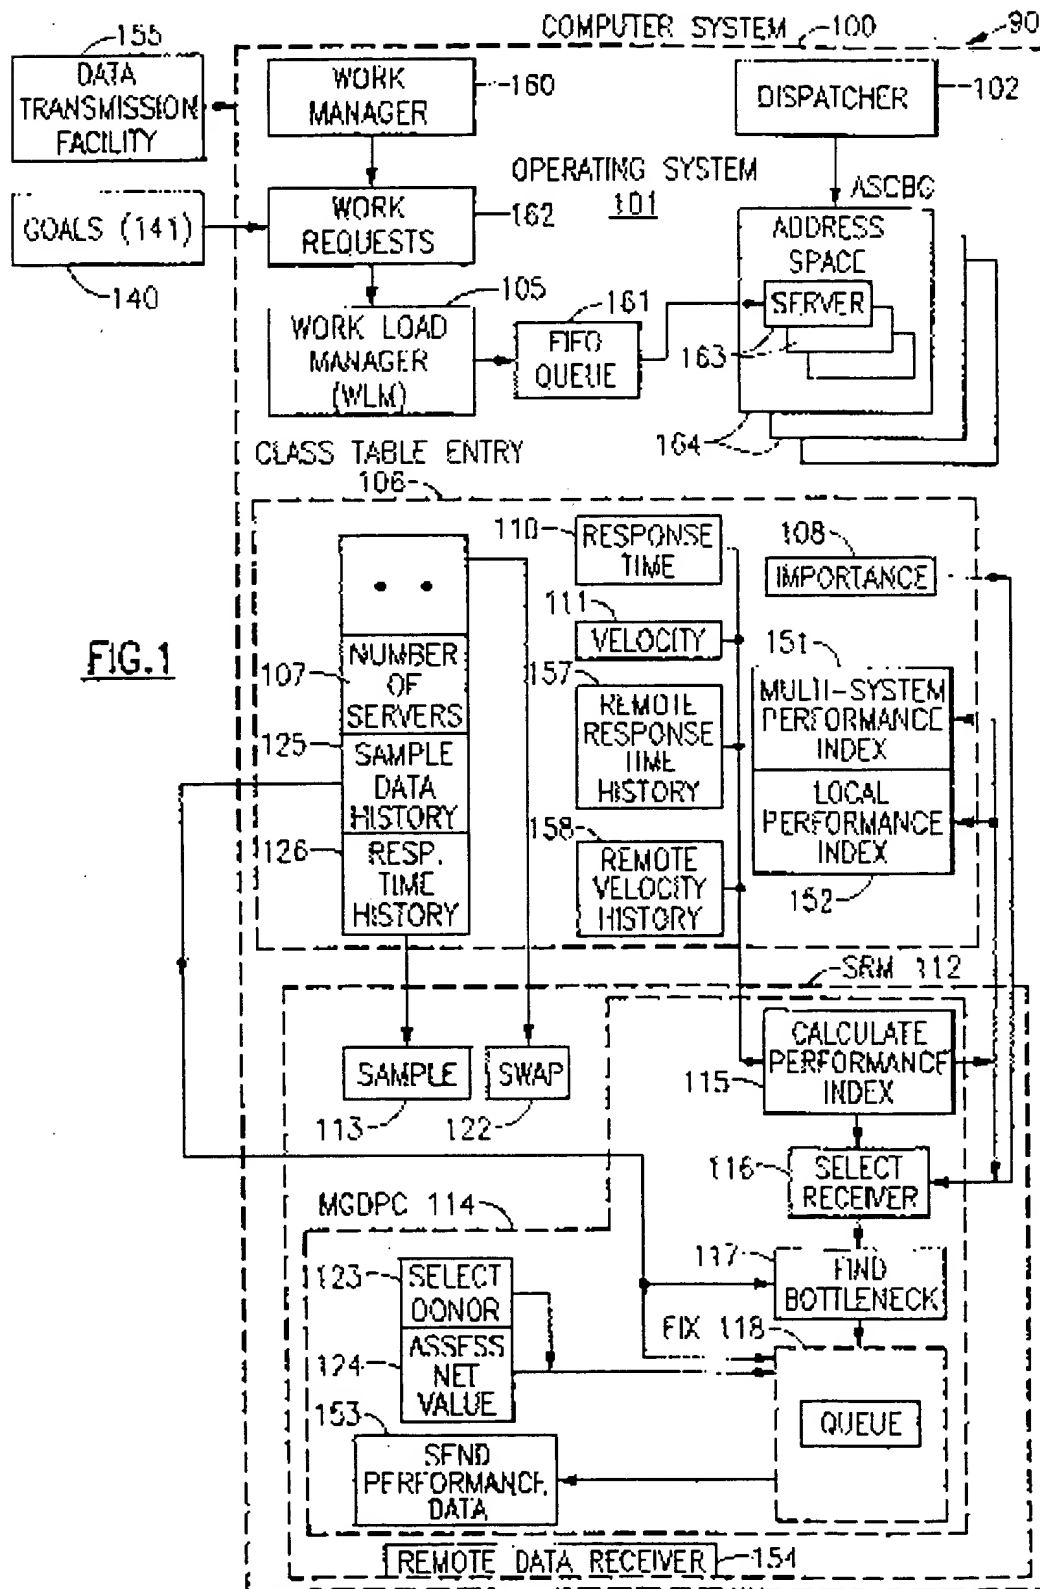 COMPUTER SYSTEM 100
90
155
DATA
TRANSMISSION
FACILITY
WORK
MANAGER
160
DISPATCHER
102
OPERATING SYSTEM
101
GOALS (141)
140
WORK
REQUESTS
162
ASCBG
ADDRESS
SPACE
SERVER
163
164
105
WORK LOAD
MANAGER
(WLM)
161
FIFO
QUEUE
CLASS TABLE ENTRY
106
110
RESPONSE
TIME
108
IMPORTANCE
111
VELOCITY
FIG.1
107
NUMBER
OF
SERVERS
157
REMOTE
RESPONSE
TIME
HISTORY
151
MULTI-SYSTEM
PERFORMANCE
INDEX
125
SAMPLE
DATA
HISTORY
LOCAL
PERFORMANCE
INDEX
152
126
RESP.
TIME
HISTORY
158
REMOTE
VELOCITY
HISTORY
SRM 112
SAMPLE
113
SWAP
122
CALCULATE
PERFORMANCE
INDEX
115
116
SELECT
RECEIVER
MGDPC 114
117
FIND
BOTTLENECK
123
SELECT
DONOR
FIX 118
124
ASSESS
NET
VALUE
QUEUE
153
SEND
PERFORMANCE
DATA
REMOTE DATA RECEIVER
154